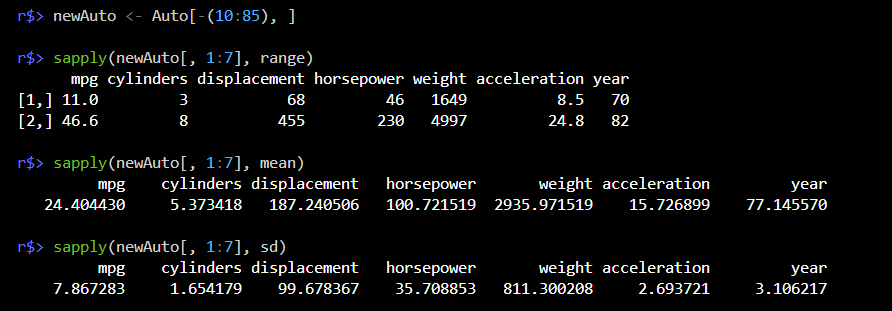 r$> newAuto <- Auto[-(10:85), ]
r$> sapply(newAuto[, 1:7], range)
mpg cylinders displacement horsepower weight acceleration year
[1,] 11.0 3 68 46 1649 8.5 70
[2,] 46.6 8 455 230 4997 24.8 82
r$> sapply(newAuto[, 1:7], mean)
mpg cylinders displacement horsepower weight acceleration year
24.404430 5.373418 187.240506 100.721519 2935.971519 15.726899 77.145570
r$> sapply(newAuto[, 1:7], sd)
mpg cylinders displacement horsepower weight acceleration year
7.867283 1.654179 99.678367 35.708853 811.300208 2.693721 3.106217